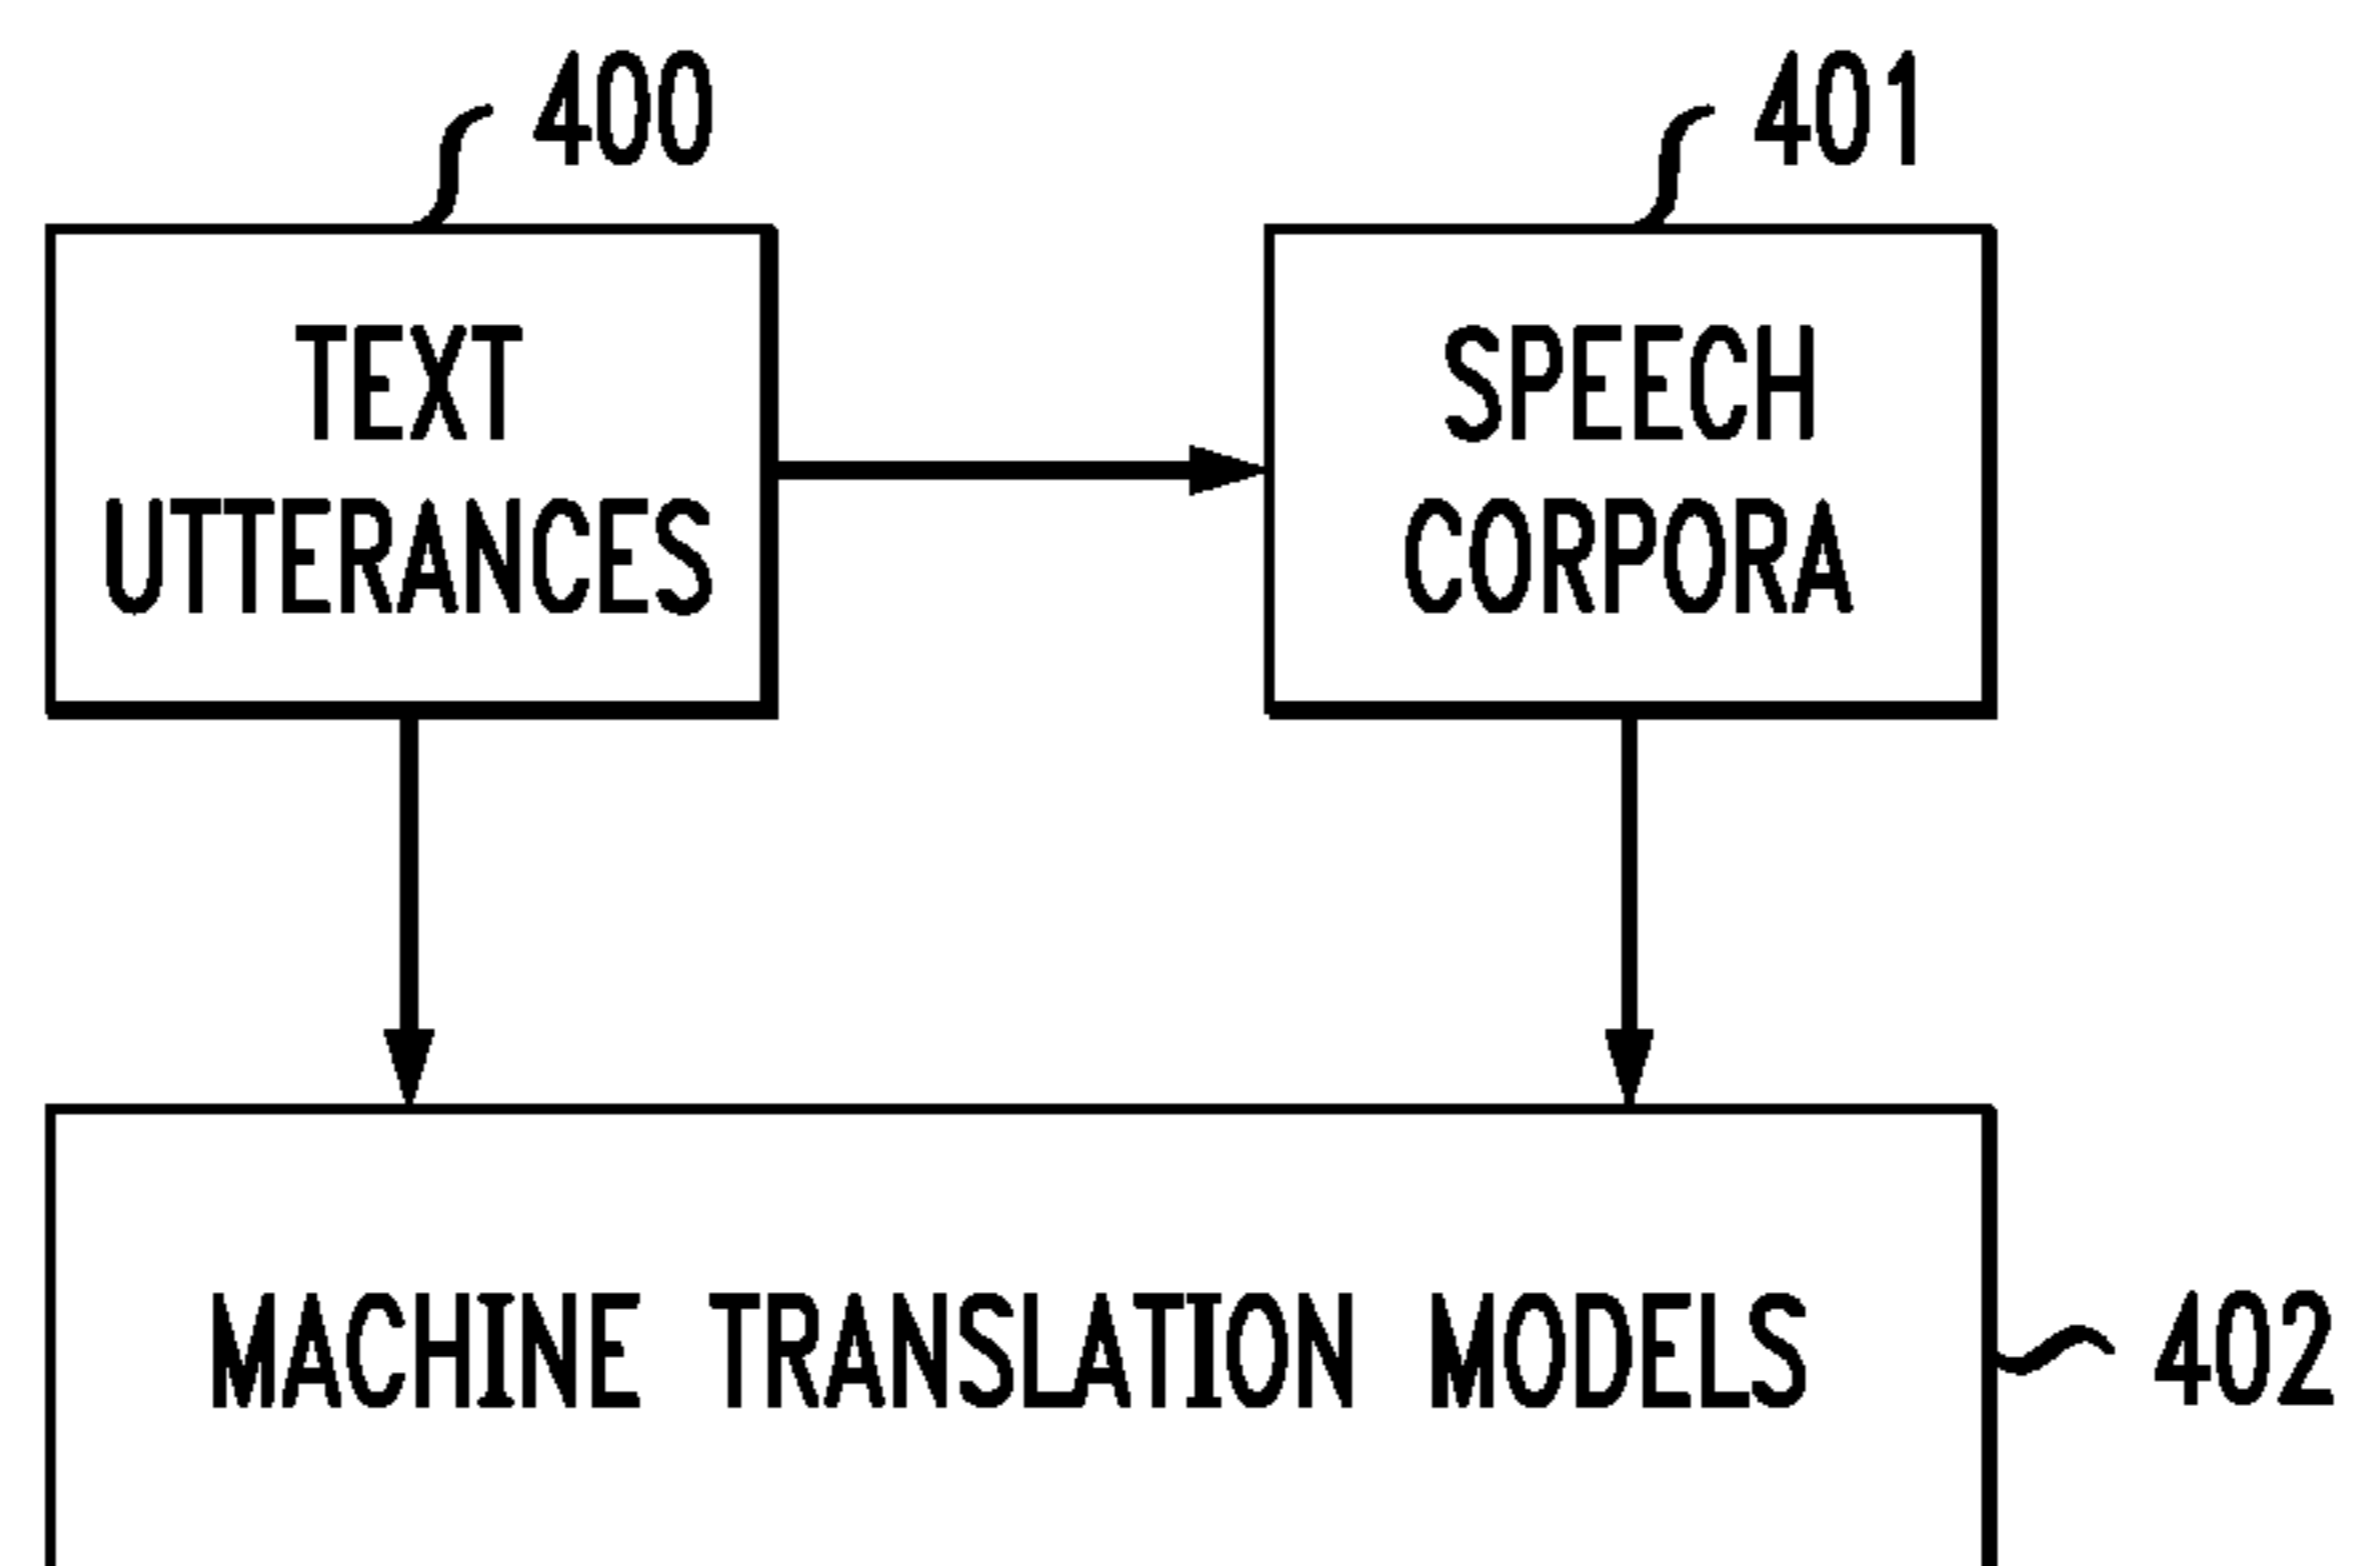 400
401
TEXT
UTTERANCES
SPEECH
CORPORA
MACHINE TRANSLATION MODELS
402